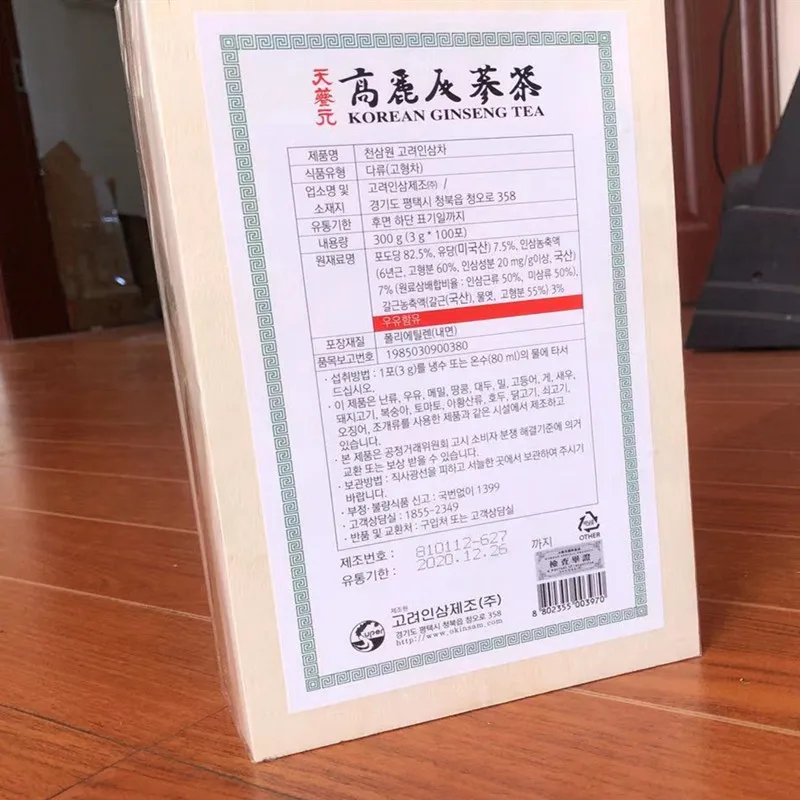 天蔘元
高麗人蔘茶
KOREAN GINSENG TEA
제품명 천삼원 고려인삼차
식품유형 다류(고형차)
업소명 및 소재지 고려인삼제조(주) /
경기도 평택시 청북읍 청오로 358
유통기한 후면 하단 표기일까지
내용량 300 g (3 g * 100포)
원재료명 포도당 82.5%, 유당(미국산) 7.5%, 인삼농축액
(6년근, 고형분 60%, 인삼성분 20 mg/g이상, 국산)
7% (원료삼배합비율 : 인삼근류 50%, 미삼류 50%),
갈근농축액(갈근(국산), 물엿, 고형분 55%) 3%
우유함유
포장재질 폴리에틸렌(내면)
품목보고번호 1985030900380
· 섭취방법 : 1포(3 g)를 냉수 또는 온수(80 ml)의 물에 타서
드십시오.
· 이 제품은 난류, 우유, 메밀, 땅콩, 대두, 밀, 고등어, 게, 새우,
돼지고기, 복숭아, 토마토, 아황산류, 호두, 닭고기, 쇠고기,
오징어, 조개류를 사용한 제품과 같은 시설에서 제조하고
있습니다.
· 본 제품은 공정거래위원회 고시 소비자 분쟁 해결기준에 의거
교환 또는 보상 받을 수 있습니다.
· 보관방법 : 직사광선을 피하고 서늘한 곳에서 보관하여 주시기
바랍니다.
· 부정·불량식품 신고 : 국번없이 1399
· 고객상담실 : 1855-2349
· 반품 및 교환처 : 구입처 또는 고객상담실
제조번호 : 810112-627
유통기한 : 2020.12.26 까지
OTHER
檢查畢證
8 802355 003970
제조원
Super
고려인삼제조(주)
경기도 평택시 청북읍 청오로 358
http://www.okinsam.com